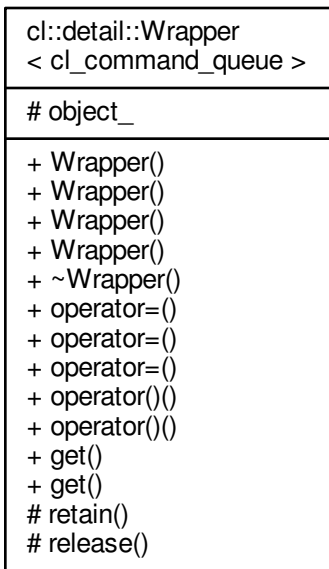 cl::detail::Wrapper
< cl_command_queue >
# object_
+ Wrapper()
+ Wrapper()
+ Wrapper()
+ Wrapper()
+ ~Wrapper()
+ operator=()
+ operator=()
+ operator=()
+ operator()()
+ operator()()
+ get()
+ get()
# retain()
# release()